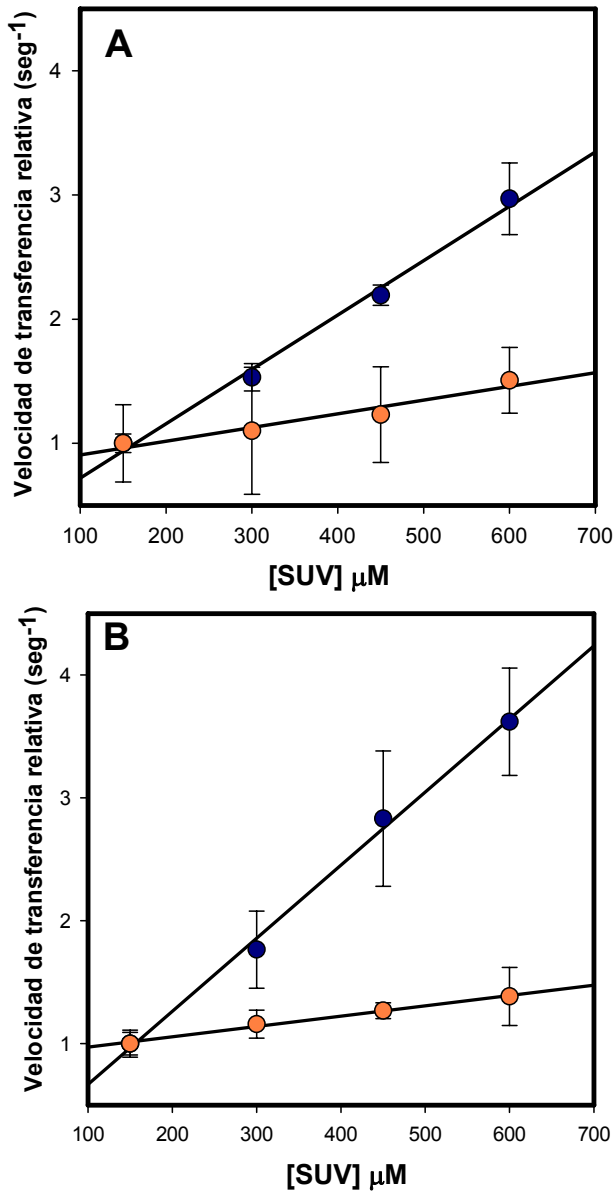 A
Velocidad de transferencia relativa (seg-1)
4
3
2
1
100 200 300 400 500 600 700
[SUV] μM
B
Velocidad de transferencia relativa (seg-1)
4
3
2
1
100 200 300 400 500 600 700
[SUV] μM